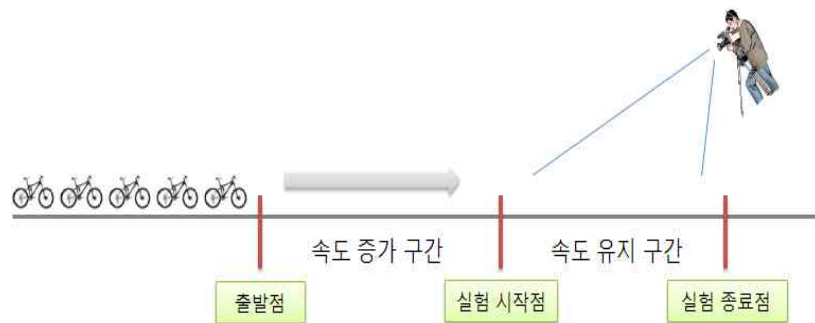 속도 증가 구간
속도 유지 구간
출발점
실험 시작점
실험 종료점